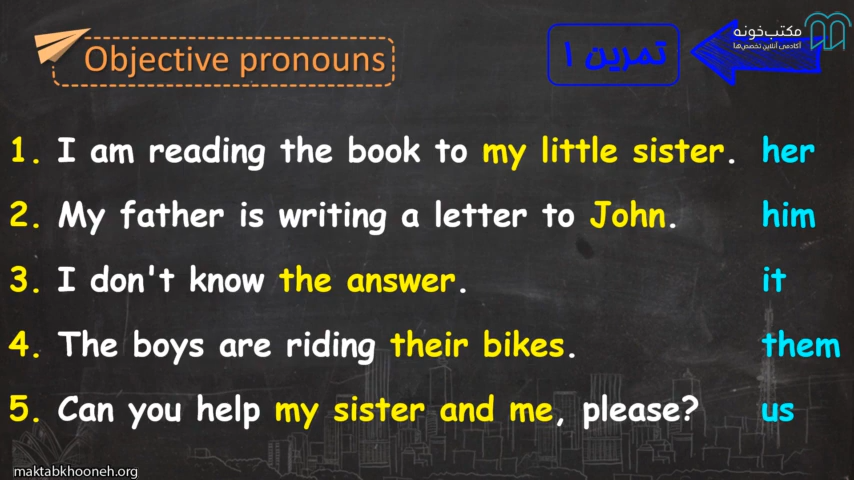 Objective pronouns
تمرین ۱
مکتب‌خونه
آکادمی آنلاین تخصص‌ها
1. I am reading the book to my little sister. her
2. My father is writing a letter to John. him
3. I don't know the answer. it
4. The boys are riding their bikes. them
5. Can you help my sister and me, please? us
maktabkhooneh.org